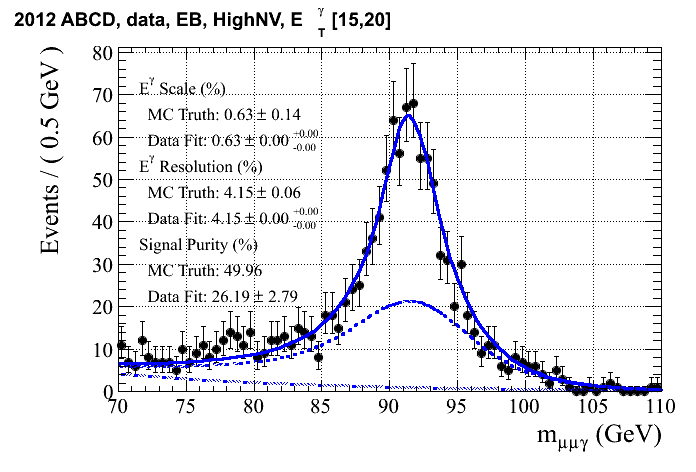 2012 ABCD, data, EB, HighNV, E γ T [15,20]
Events / ( 0.5 GeV )
80
70
60
50
40
30
20
10
0
E^γ Scale (%)
MC Truth: 0.63 ± 0.14
Data Fit: 0.63 ± 0.00 +0.00 -0.00
E^γ Resolution (%)
MC Truth: 4.15 ± 0.06
Data Fit: 4.15 ± 0.00 +0.00 -0.00
Signal Purity (%)
MC Truth: 49.96
Data Fit: 26.19 ± 2.79
70 75 80 85 90 95 100 105 110
m_μμγ (GeV)